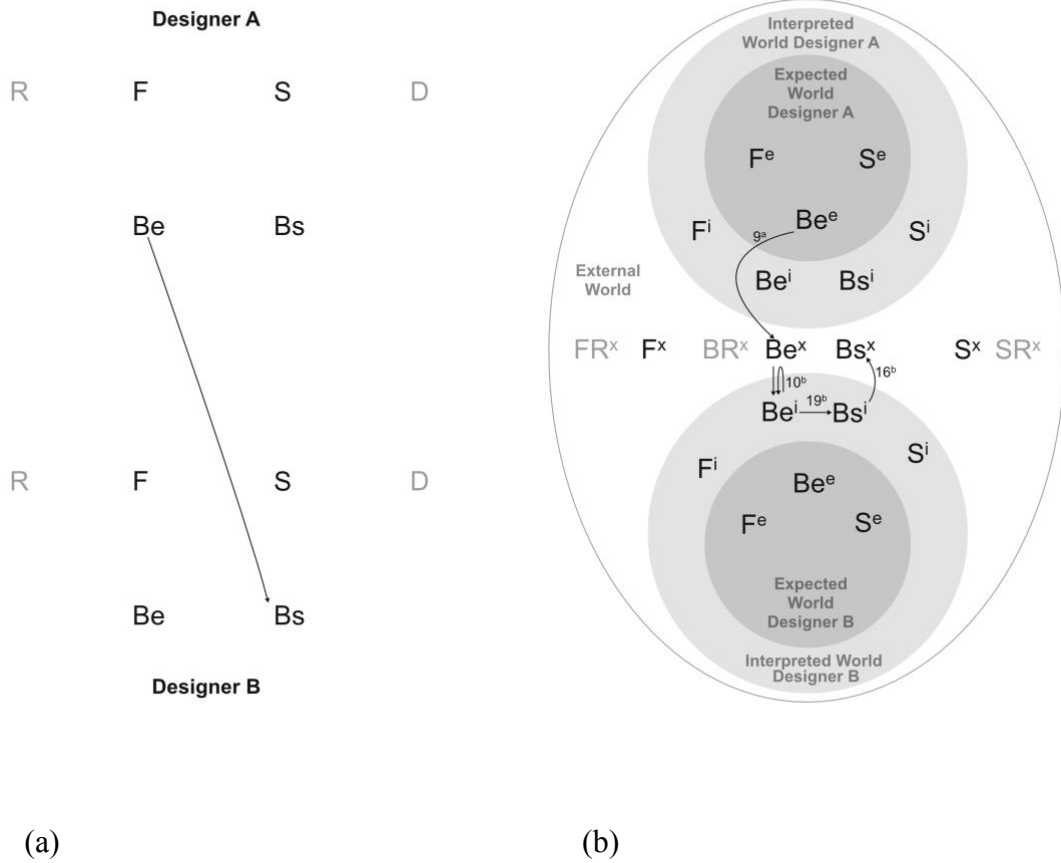 Designer A
R F S D
Be Bs
R F S D
Be Bs
Designer B
(a)
Interpreted
World Designer A
Expected
World
Designer A
Fᵉ Sᵉ
Beᵉ
9ᵃ
Fⁱ Sⁱ
Beⁱ Bsⁱ
External
World
FRˣ Fˣ BRˣ Beˣ Bsˣ Sˣ SRˣ
10ᵇ 16ᵇ
Beⁱ 19ᵇ Bsⁱ
Fⁱ Sⁱ
Beᵉ
Fᵉ Sᵉ
Expected
World
Designer B
Interpreted World
Designer B
(b)